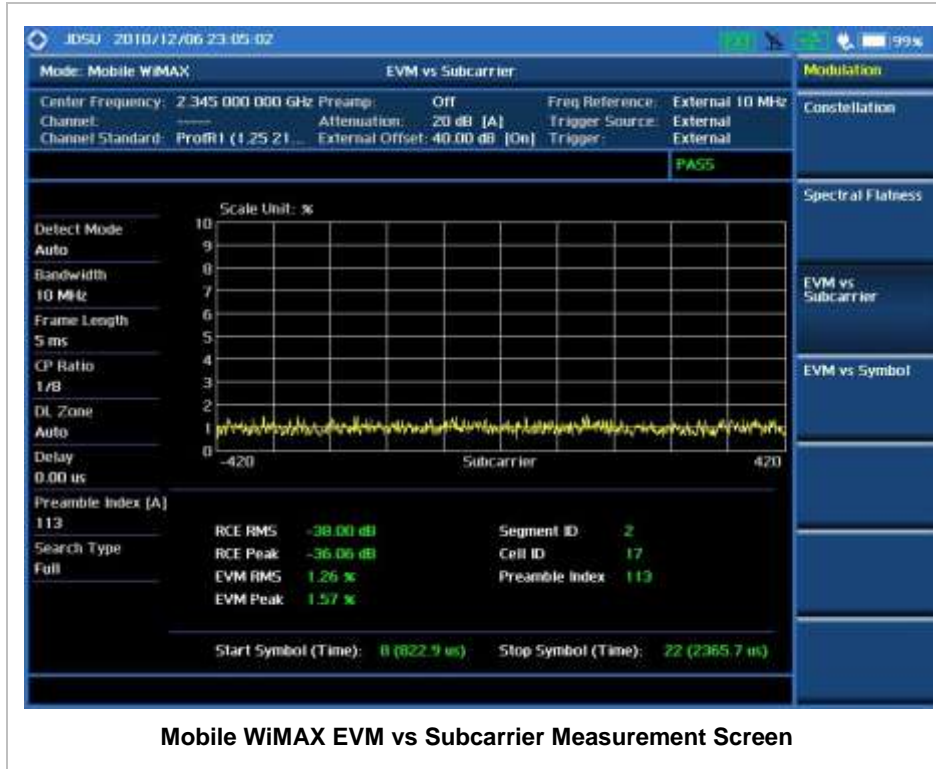 JDSU 2010/12/06 23:05:02
99%
Mode: Mobile WiMAX EVM vs Subcarrier
Modulation
Center Frequency: 2.345 000 000 GHz Preamp: Off Freq Reference: External 10 MHz
Channel: ----- Attenuation: 20 dB [A] Trigger Source: External
Channel Standard: ProfR1 (1.25 21... External Offset: 40.00 dB [On] Trigger: External
PASS
Constellation
Spectral Flatness
EVM vs
Subcarrier
EVM vs Symbol
Detect Mode
Auto
Bandwidth
10 MHz
Frame Length
5 ms
CP Ratio
1/8
DL Zone
Auto
Delay
0.00 us
Preamble Index [A]
113
Search Type
Full
Scale Unit: %
10
9
8
7
6
5
4
3
2
1
0
-420 Subcarrier 420
RCE RMS -38.00 dB Segment ID 2
RCE Peak -36.06 dB Cell ID 17
EVM RMS 1.26 % Preamble Index 113
EVM Peak 1.57 %
Start Symbol (Time): 8 (822.9 us) Stop Symbol (Time): 22 (2365.7 us)
Mobile WiMAX EVM vs Subcarrier Measurement Screen